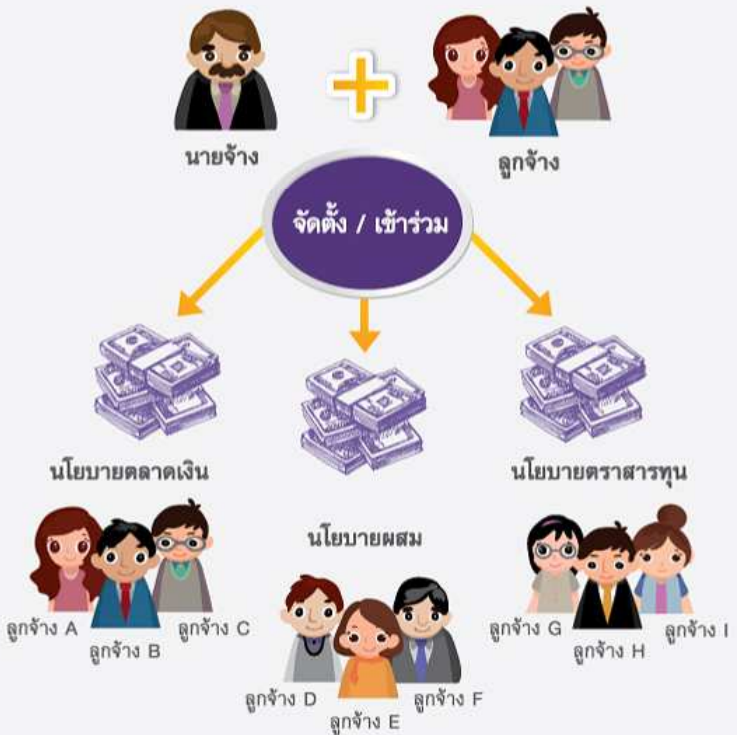 นายจ้าง
ลูกจ้าง
จัดตั้ง / เข้าร่วม
นโยบายตลาดเงิน
นโยบายผสม
นโยบายตราสารทุน
ลูกจ้าง A
ลูกจ้าง B
ลูกจ้าง C
ลูกจ้าง D
ลูกจ้าง E
ลูกจ้าง F
ลูกจ้าง G
ลูกจ้าง H
ลูกจ้าง I